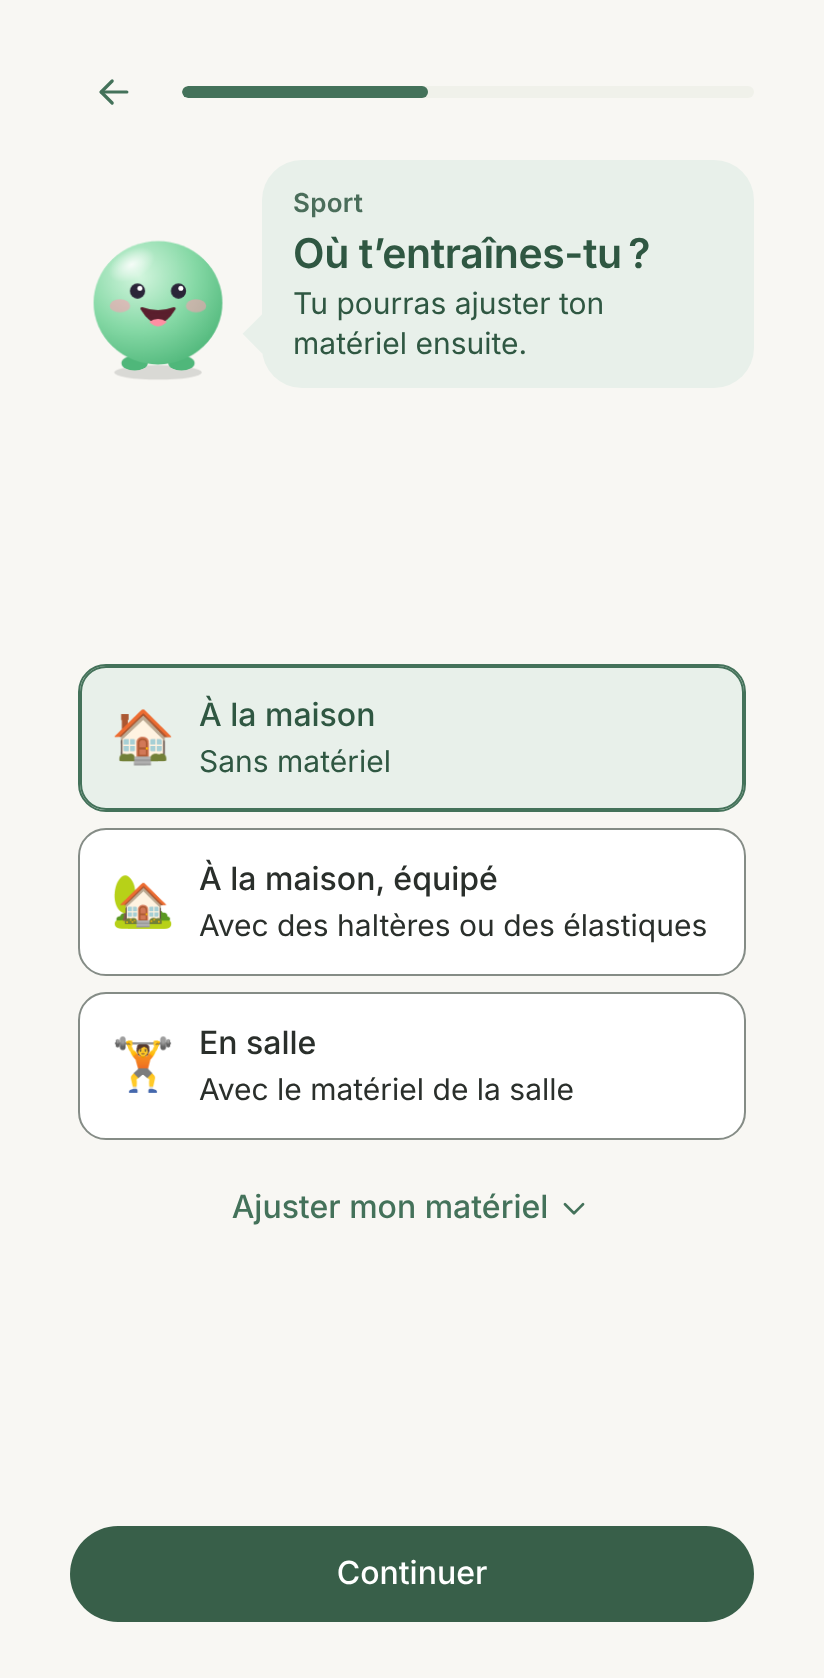 Sport
Où t’entraînes-tu ?
Tu pourras ajuster ton
matériel ensuite.
À la maison
Sans matériel
À la maison, équipé
Avec des haltères ou des élastiques
En salle
Avec le matériel de la salle
Ajuster mon matériel
Continuer